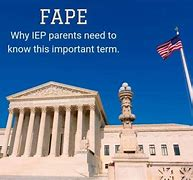 FAPE
Why IEP parents need to
know this important term.